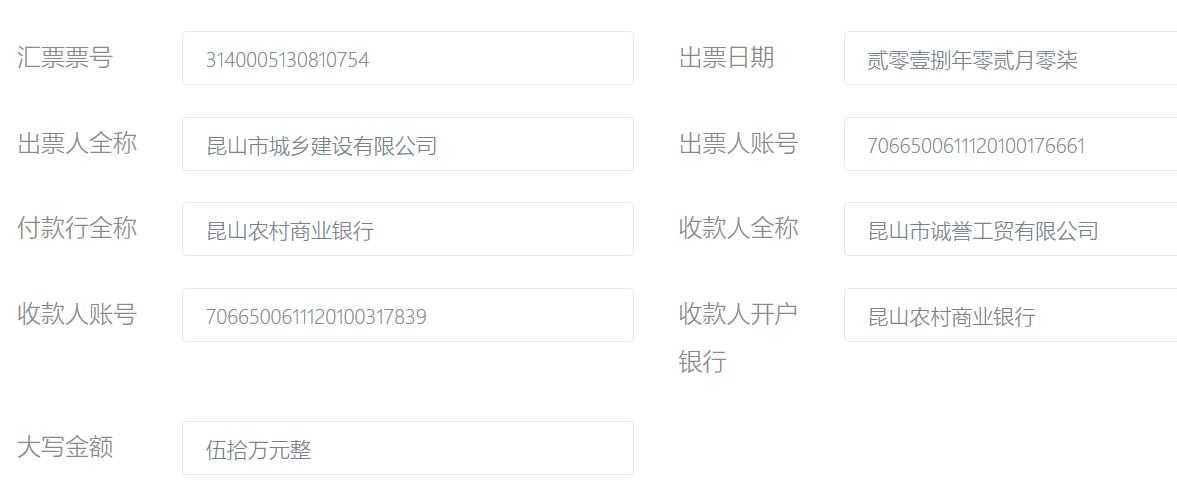 汇票票号 3140005130810754 出票日期 贰零壹捌年零贰月零柒
出票人全称 昆山市城乡建设有限公司 出票人账号 7066500611120100176661
付款行全称 昆山农村商业银行 收款人全称 昆山市诚誉工贸有限公司
收款人账号 7066500611120100317839 收款人开户 昆山农村商业银行
银行
大写金额 伍拾万元整